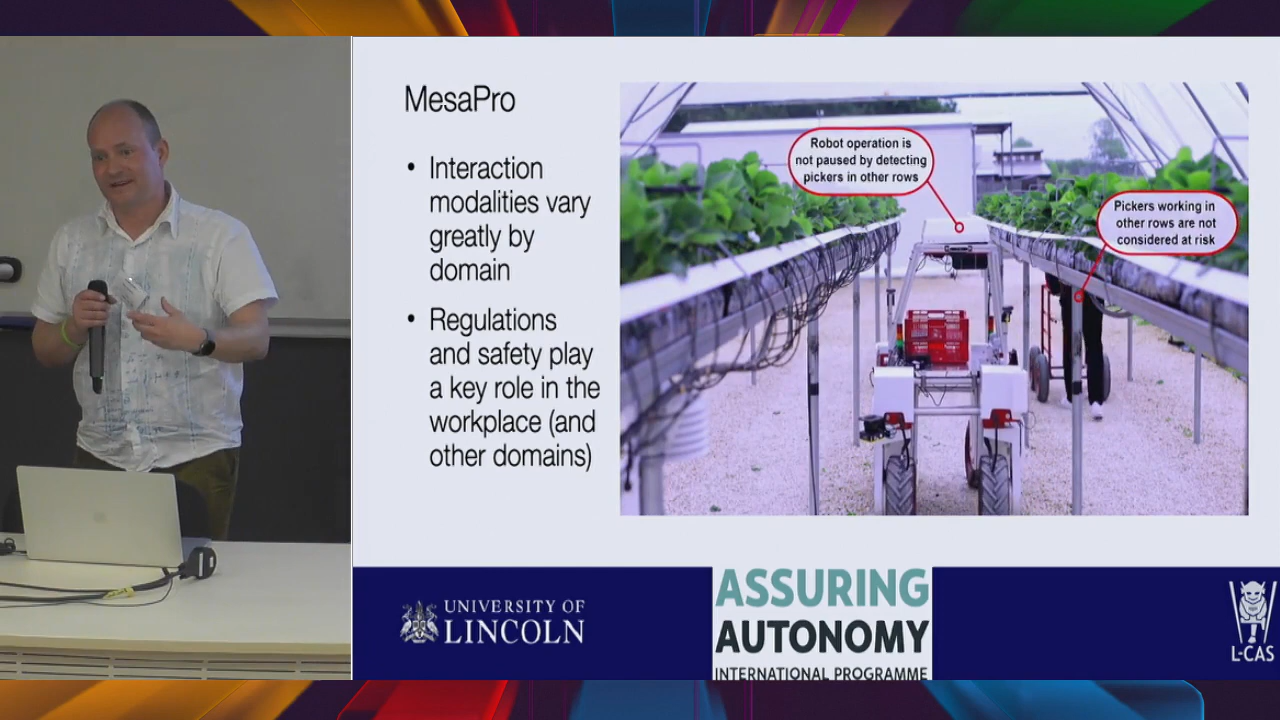 MesaPro
• Interaction
modalities vary
greatly by
domain
• Regulations
and safety play
a key role in the
workplace (and
other domains)
Robot operation is
not paused by detecting
pickers in other rows
Pickers working in
other rows are not
considered at risk
UNIVERSITY OF
LINCOLN
ASSURING
AUTONOMY
INTERNATIONAL PROGRAMME
L-CAS